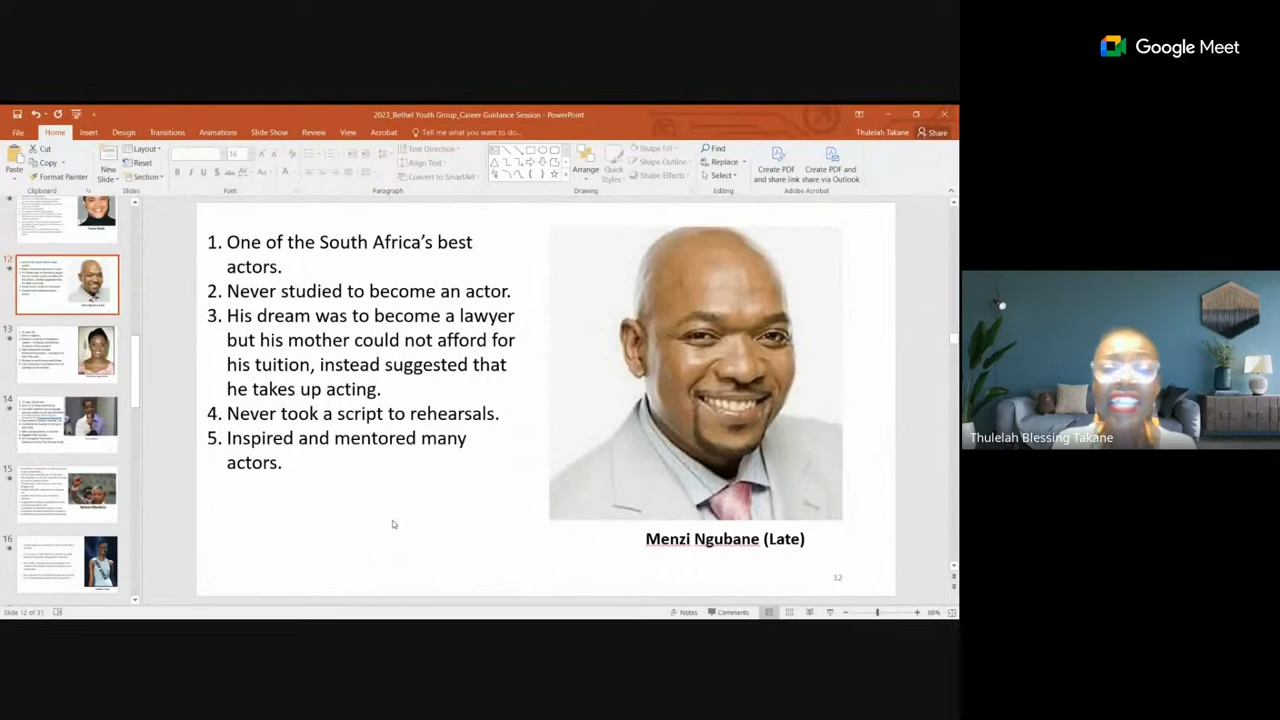 Google Meet
2023_Bethel Youth Group_Career Guidance Session - PowerPoint
Thulelah Takane
Share
File
Home
Insert
Design
Transitions
Animations
Slide Show
Review
View
Acrobat
Tell me what you want to do...
Paste
Cut
Copy
Format Painter
Clipboard
New
Slide
Layout
Reset
Section
Slides
16
Font
Text Direction
Align Text
Convert to SmartArt
Paragraph
Arrange
Quick
Styles
Shape Fill
Shape Outline
Shape Effects
Drawing
Find
Replace
Select
Editing
Create PDF
and share link
Create PDF and
share via Outlook
Adobe Acrobat
12
13
14
15
16
1. One of the South Africa's best
actors.
2. Never studied to become an actor.
3. His dream was to become a lawyer
but his mother could not afford for
his tuition, instead suggested that
he takes up acting.
4. Never took a script to rehearsals.
5. Inspired and mentored many
actors.
Menzi Ngubane (Late)
12
Thulelah Blessing Takane
Slide 12 of 31
Notes
Comments
88%